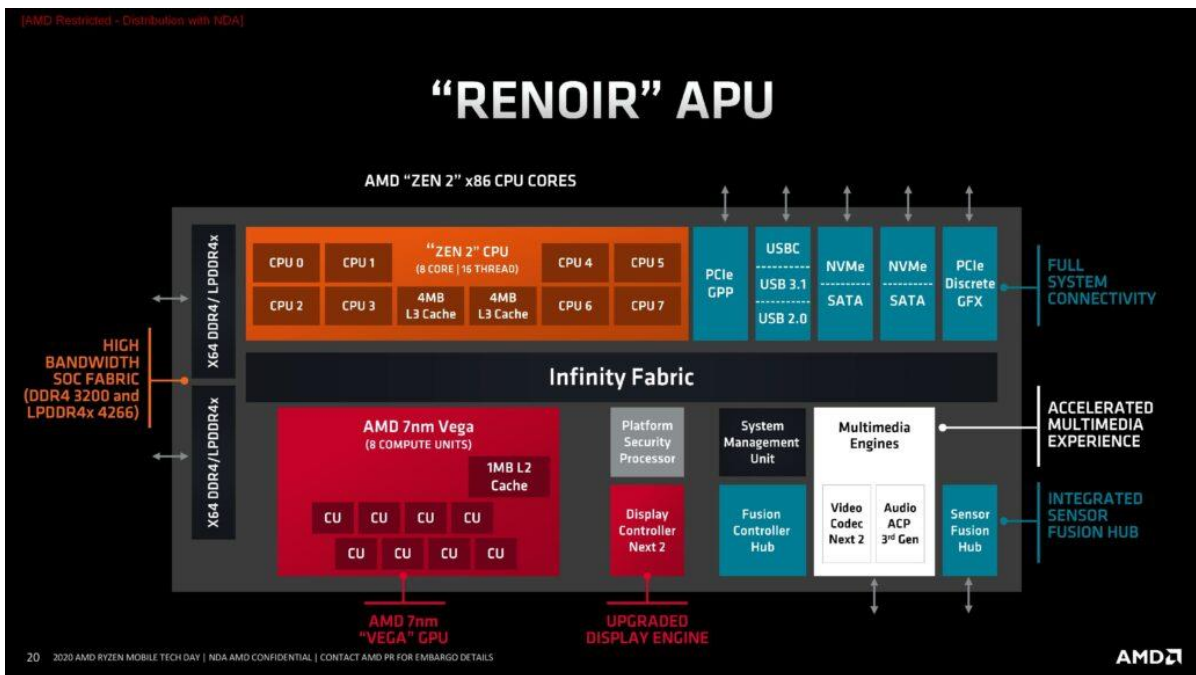 [AMD Restricted - Distribution with NDA]
“RENOIR” APU
AMD “ZEN 2” x86 CPU CORES
X64 DDR4/ LPDDR4x
X64 DDR4/LPDDR4x
HIGH
BANDWIDTH
SOC FABRIC
(DDR4 3200 and
LPDDR4x 4266)
“ZEN 2” CPU
(8 CORE | 16 THREAD)
CPU 0
CPU 1
CPU 4
CPU 5
CPU 2
CPU 3
4MB
L3 Cache
4MB
L3 Cache
CPU 6
CPU 7
PCIe
GPP
USBC
USB 3.1
USB 2.0
NVMe
SATA
NVMe
SATA
PCIe
Discrete
GFX
FULL
SYSTEM
CONNECTIVITY
Infinity Fabric
AMD 7nm Vega
(8 COMPUTE UNITS)
1MB L2
Cache
CU CU CU CU
CU CU CU CU
AMD 7nm
“VEGA” GPU
Platform
Security
Processor
Display
Controller
Next 2
UPGRADED
DISPLAY ENGINE
System
Management
Unit
Fusion
Controller
Hub
Multimedia
Engines
Video
Codec
Next 2
Audio
ACP
3rd Gen
Sensor
Fusion
Hub
ACCELERATED
MULTIMEDIA
EXPERIENCE
INTEGRATED
SENSOR
FUSION HUB
20 2020 AMD RYZEN MOBILE TECH DAY | NDA AMD CONFIDENTIAL | CONTACT AMD PR FOR EMBARGO DETAILS
AMD